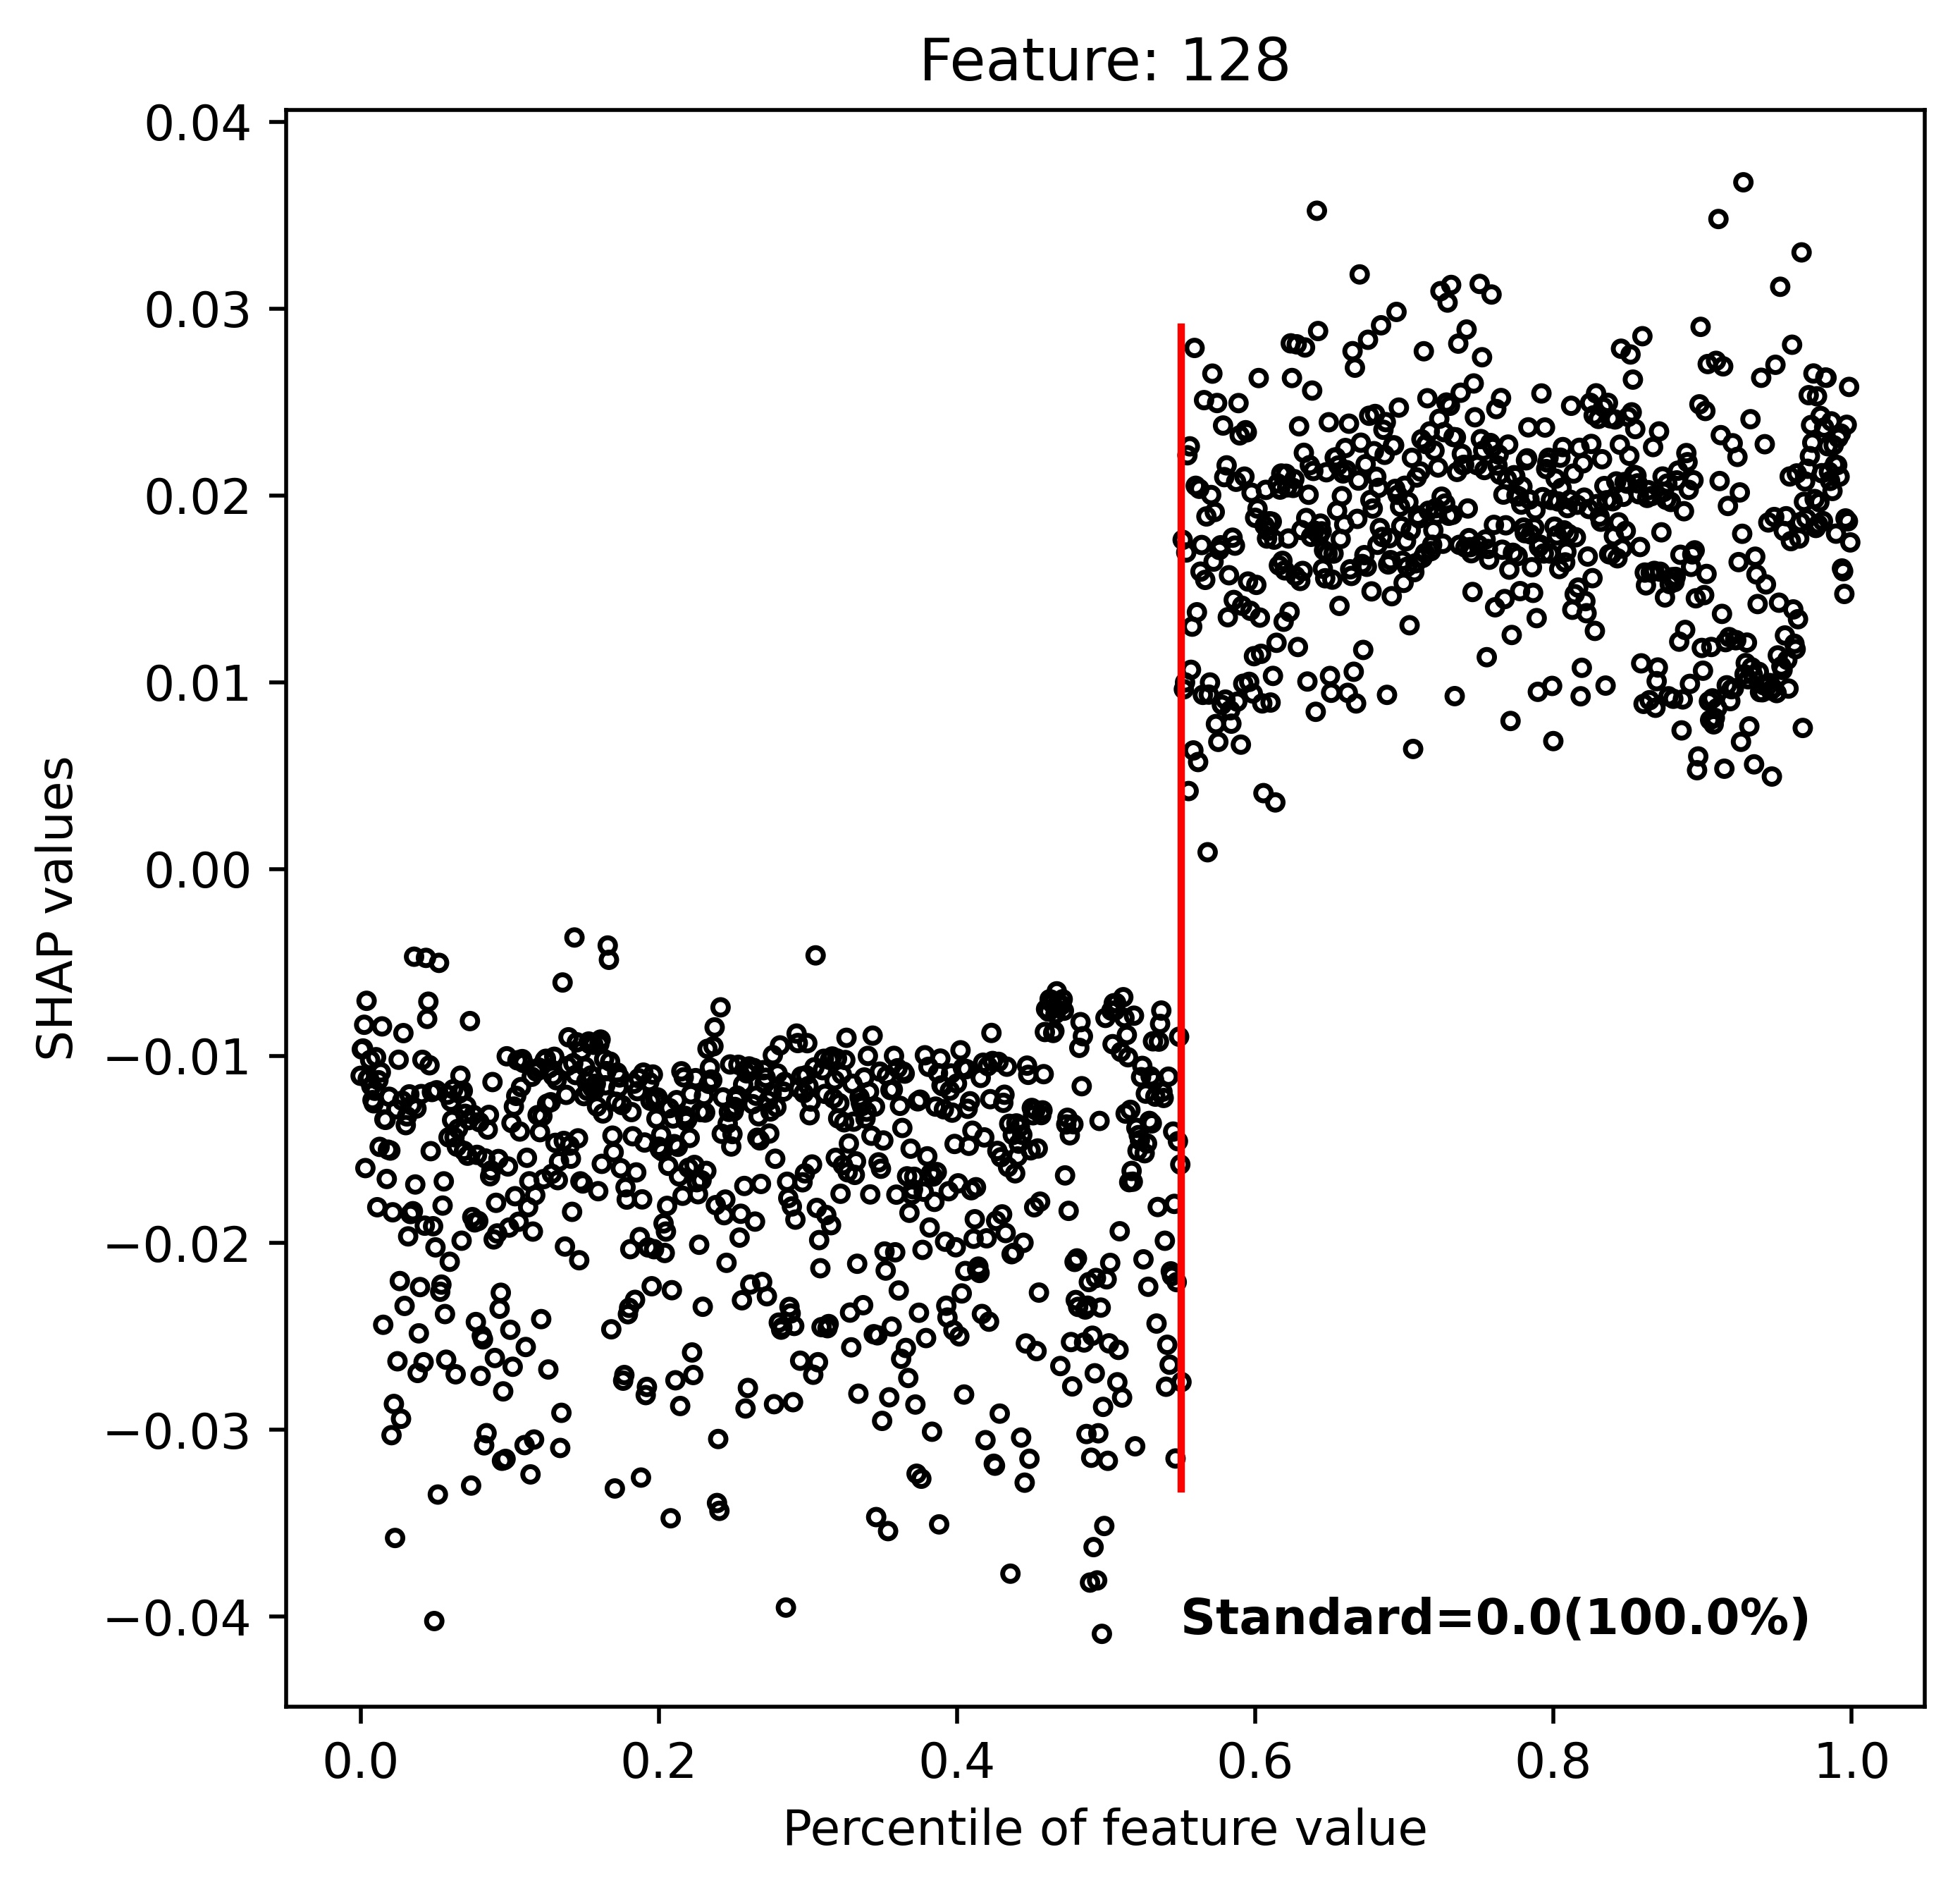 Feature: 128
0.04
0.03
0.02
0.01
0.00
−0.01
−0.02
−0.03
−0.04
SHAP values
Standard=0.0(100.0%)
0.0 0.2 0.4 0.6 0.8 1.0
Percentile of feature value